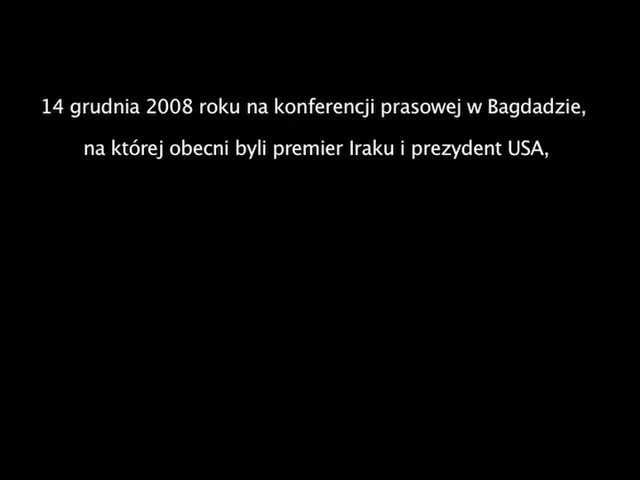 14 grudnia 2008 roku na konferencji prasowej w Bagdadzie,
na której obecni byli premier Iraku i prezydent USA,